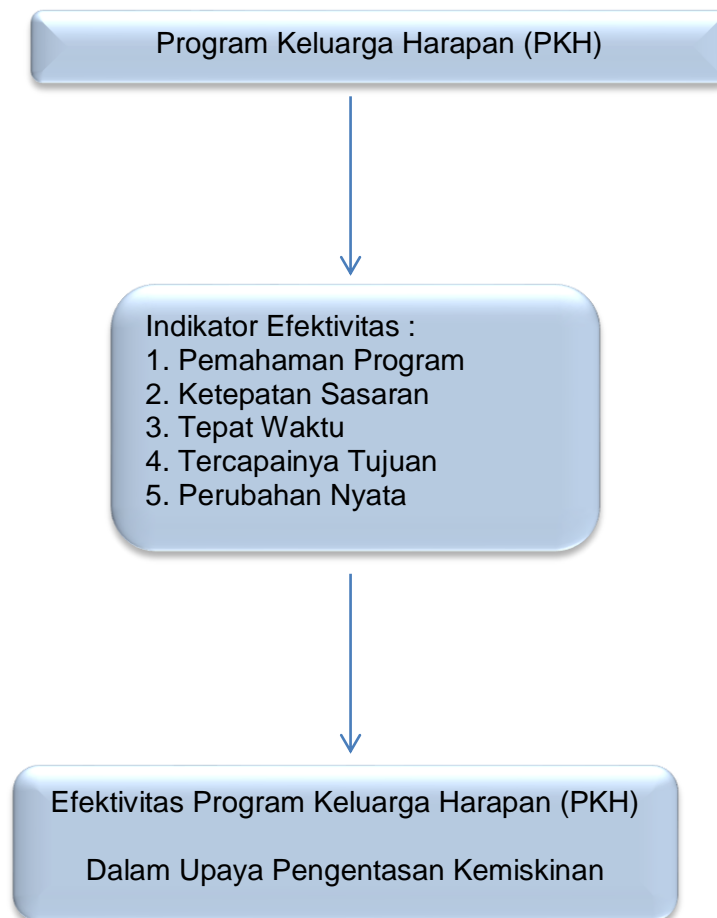 Program Keluarga Harapan (PKH)
Indikator Efektivitas :
1. Pemahaman Program
2. Ketepatan Sasaran
3. Tepat Waktu
4. Tercapainya Tujuan
5. Perubahan Nyata
Efektivitas Program Keluarga Harapan (PKH)
Dalam Upaya Pengentasan Kemiskinan